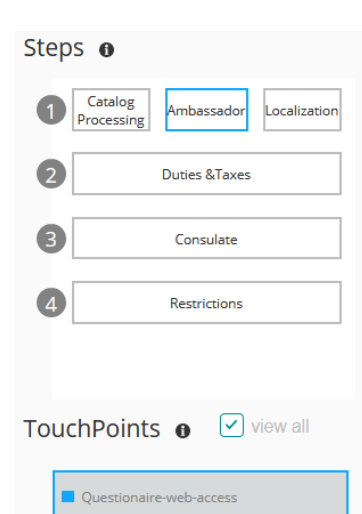 Steps
1 Catalog Processing Ambassador Localization
2 Duties &Taxes
3 Consulate
4 Restrictions
TouchPoints view all
Questionaire-web-access